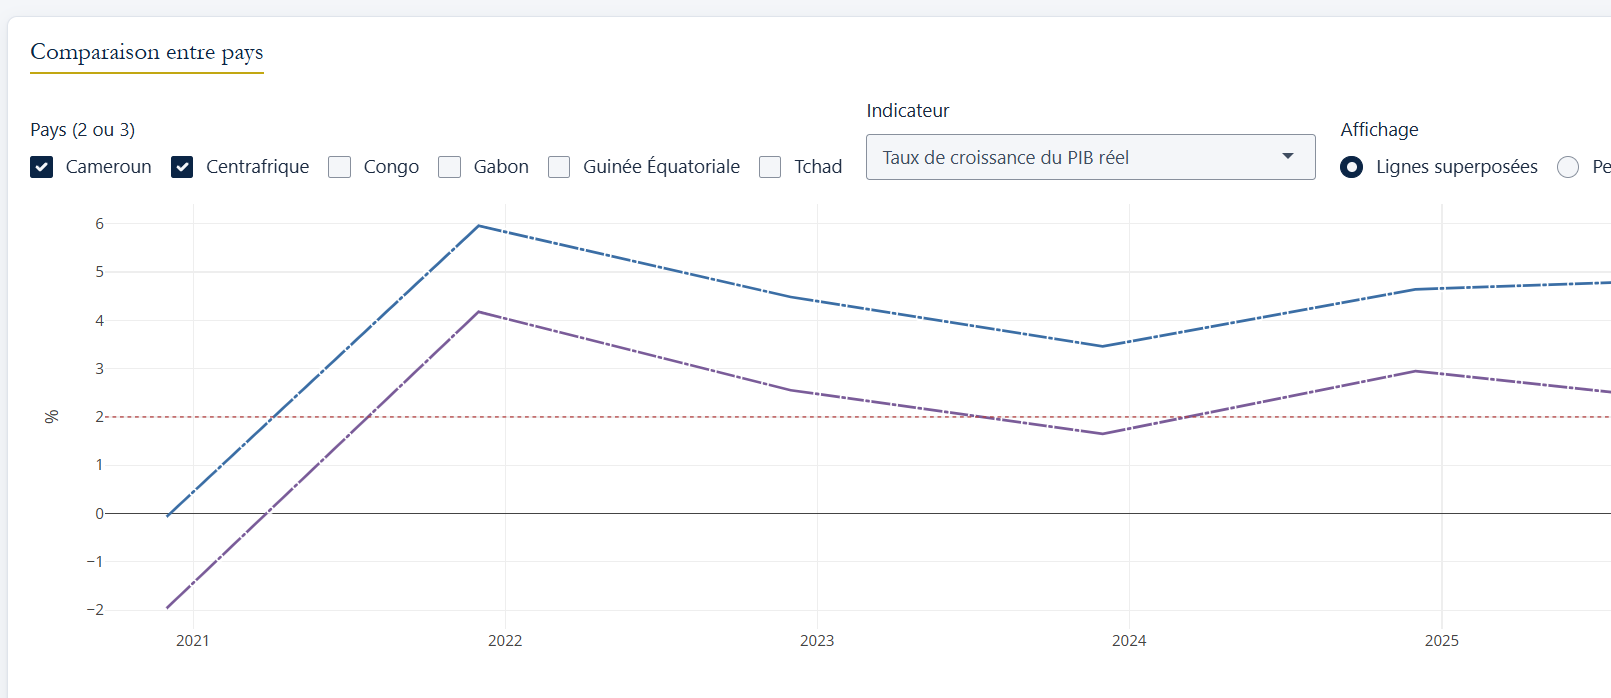 Comparaison entre pays
Pays (2 ou 3)
Cameroun Centrafrique Congo Gabon Guinée Équatoriale Tchad
Indicateur
Taux de croissance du PIB réel
Affichage
Lignes superposées Pe
6
5
4
3
2
1
0
−1
−2
%
2021 2022 2023 2024 2025